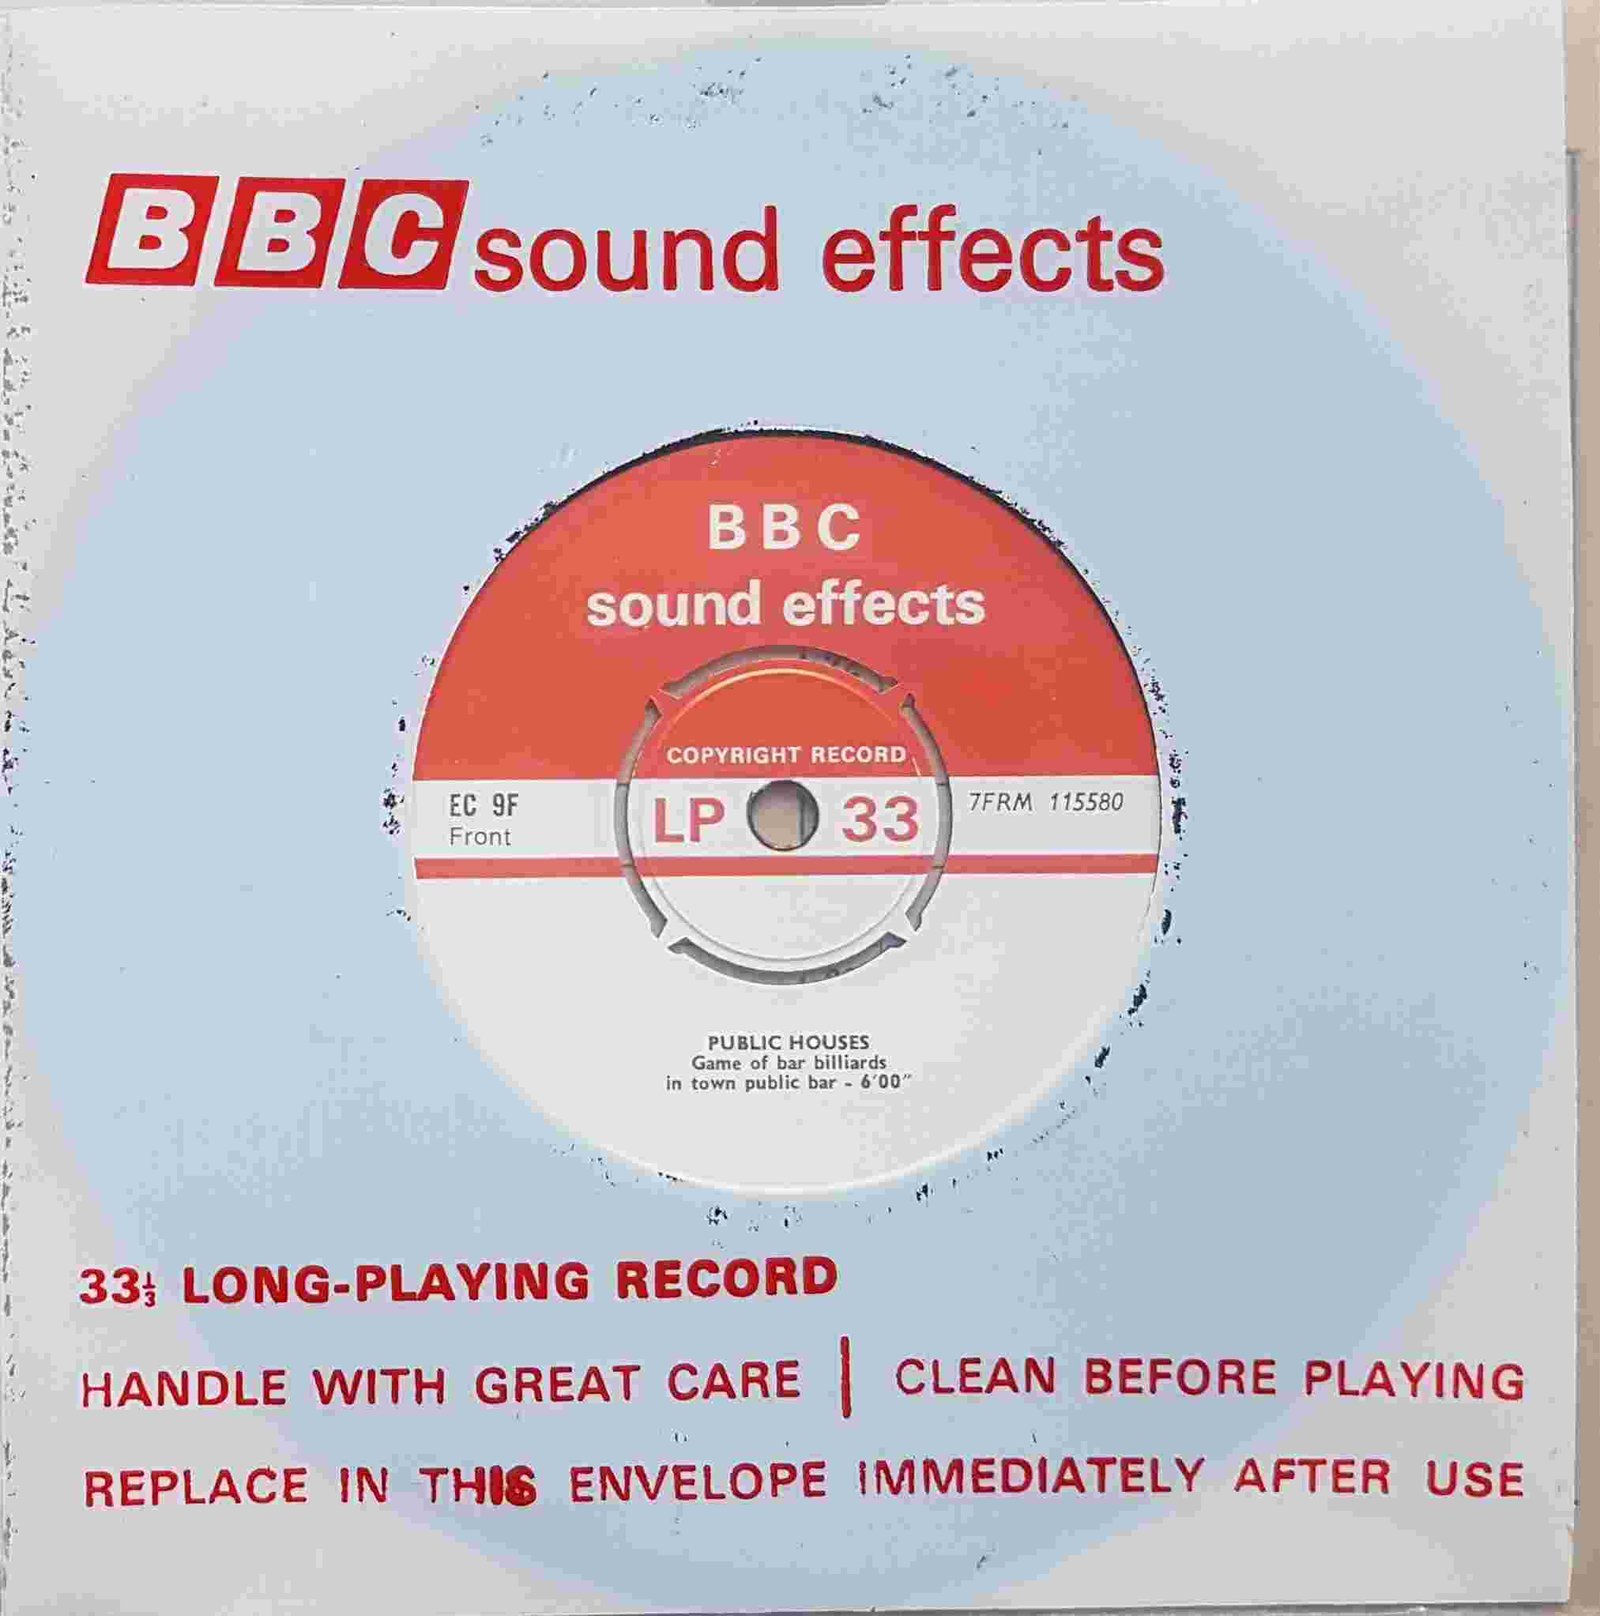 BBC sound effects
BBC
sound effects
COPYRIGHT RECORD
EC 9F
Front
LP 33
7FRM 115580
PUBLIC HOUSES
Game of bar billiards
in town public bar - 6'00"
33⅓ LONG-PLAYING RECORD
HANDLE WITH GREAT CARE | CLEAN BEFORE PLAYING
REPLACE IN THIS ENVELOPE IMMEDIATELY AFTER USE